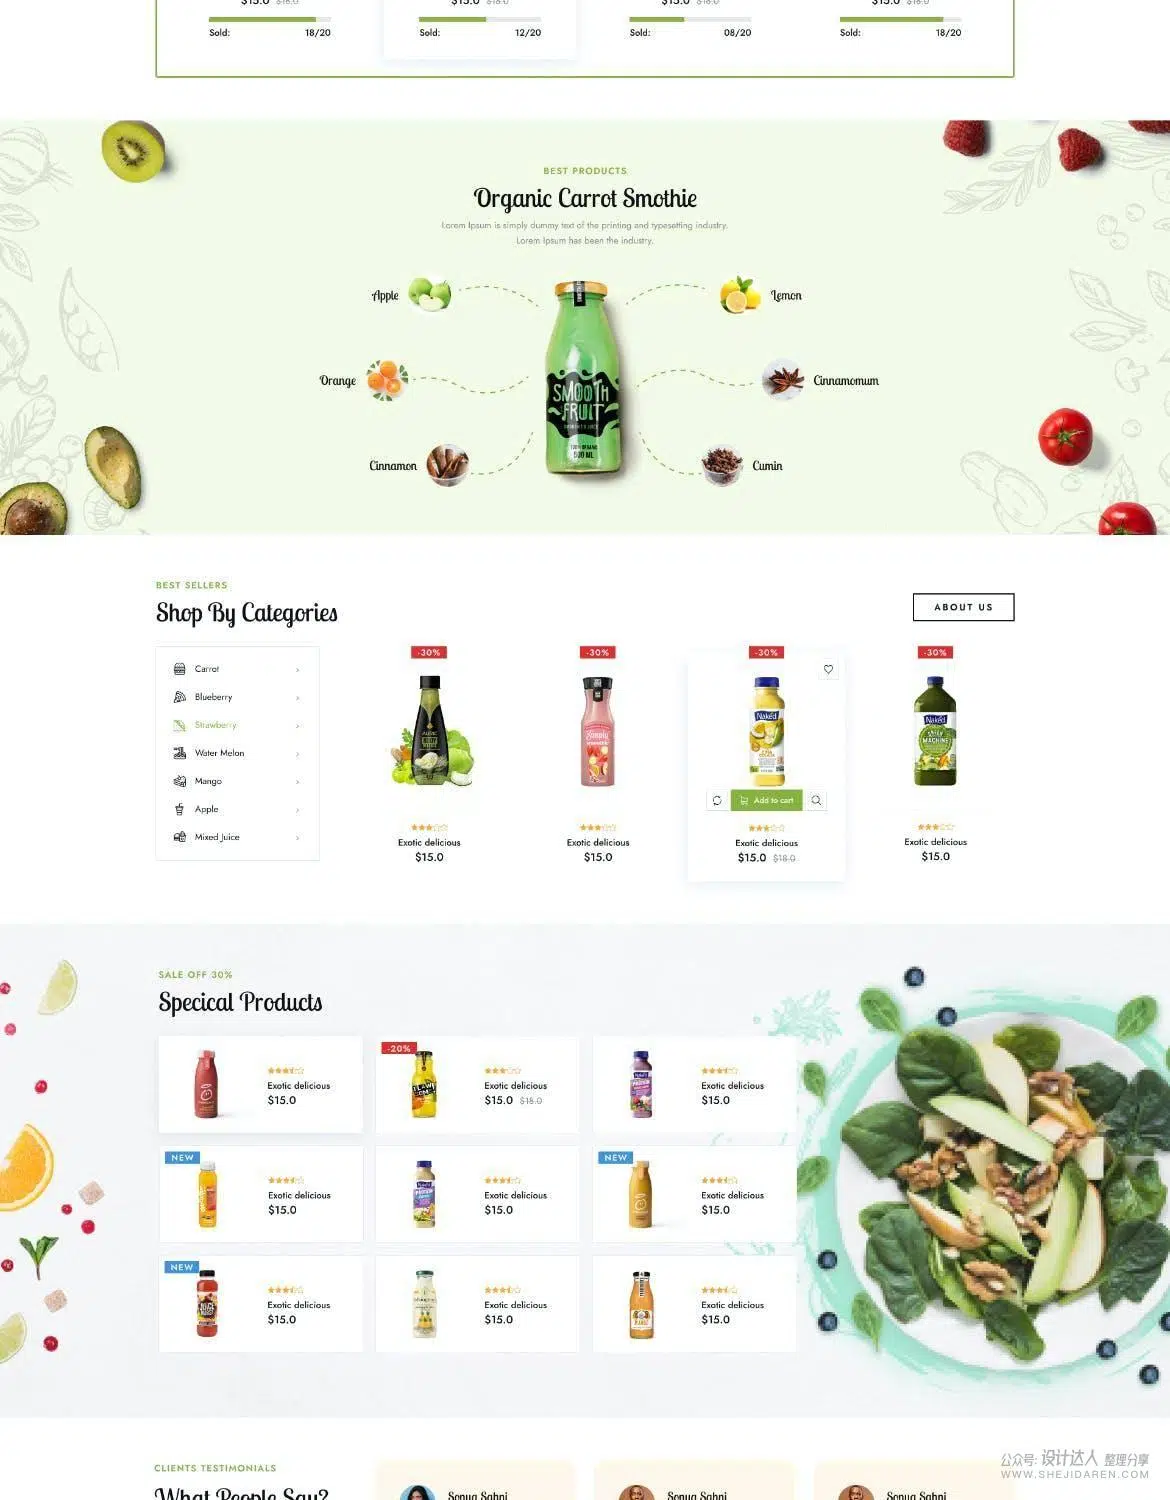 $15.0 $18.0 $15.0 $18.0 $15.0 $18.0 $15.0 $18.0
Sold: 18/20 Sold: 12/20 Sold: 08/20 Sold: 18/20
BEST PRODUCTS
Organic Carrot Smothie
Lorem Ipsum is simply dummy text of the printing and typesetting industry.
Lorem Ipsum has been the industry.
Apple Lemon
Orange Cinnamomum
SMOOTH
FRUIT
500 ML
Cinnamon Cumin
BEST SELLERS
Shop By Categories
ABOUT US
Carrot
Blueberry
Strawberry
Water Melon
Mango
Apple
Mixed Juice
-30% -30% -30% -30%
Simply
smoothie
Naked
Naked
MACHINE
Add to cart
Exotic delicious Exotic delicious Exotic delicious Exotic delicious
$15.0 $15.0 $15.0 $18.0 $15.0
SALE OFF 30%
Specical Products
-20%
Exotic delicious Exotic delicious Exotic delicious
$15.0 $15.0 $18.0 $15.0
NEW NEW
Exotic delicious Exotic delicious Exotic delicious
$15.0 $15.0 $15.0
NEW
Exotic delicious Exotic delicious Exotic delicious
$15.0 $15.0 $15.0
CLIENTS TESTIMONIALS
What People Say?
Sonya Sahni Sonya Sahni Sonya Sahni
公众号: 设计达人 整理分享
WWW.SHEJIDAREN.COM